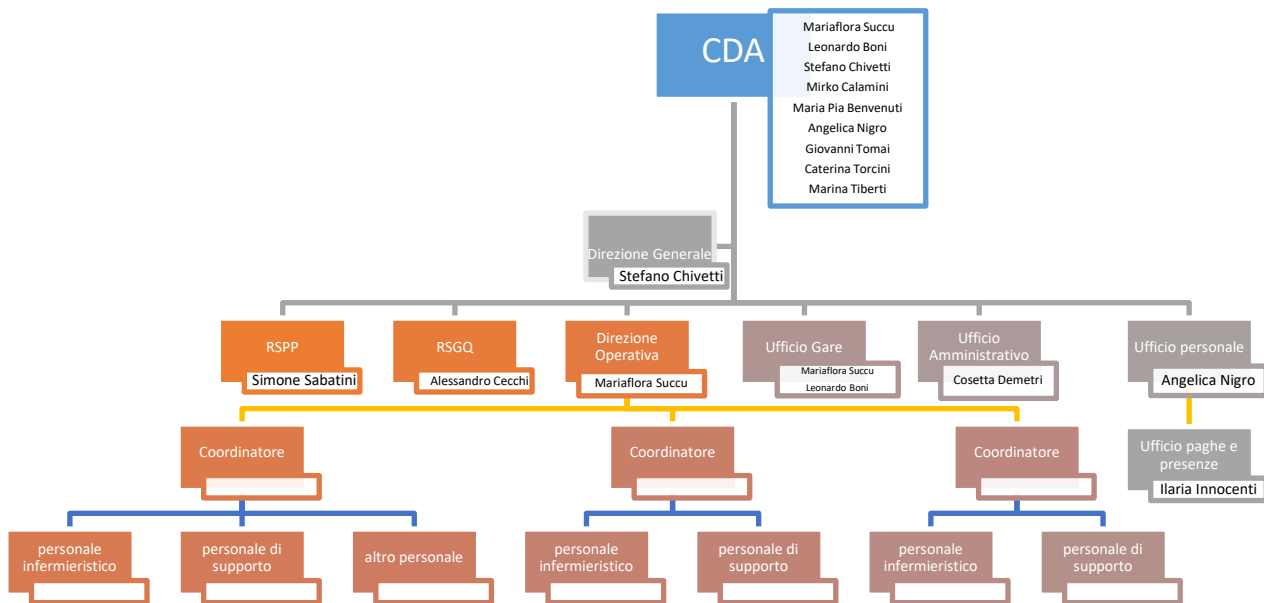 CDA
Mariaflora Succu
Leonardo Boni
Stefano Chivetti
Mirko Calamini
Maria Pia Benvenuti
Angelica Nigro
Giovanni Tomai
Caterina Torcini
Marina Tiberti
Direzione Generale
Stefano Chivetti
RSPP
Simone Sabatini
RSGQ
Alessandro Cecchi
Direzione
Operativa
Mariaflora Succu
Ufficio Gare
Mariaflora Succu
Leonardo Boni
Ufficio
Amministrativo
Cosetta Demetri
Ufficio personale
Angelica Nigro
Coordinatore
Coordinatore
Coordinatore
Ufficio paghe e
presenze
Ilaria Innocenti
personale
infermieristico
personale di
supporto
altro personale
personale
infermieristico
personale di
supporto
personale
infermieristico
personale di
supporto